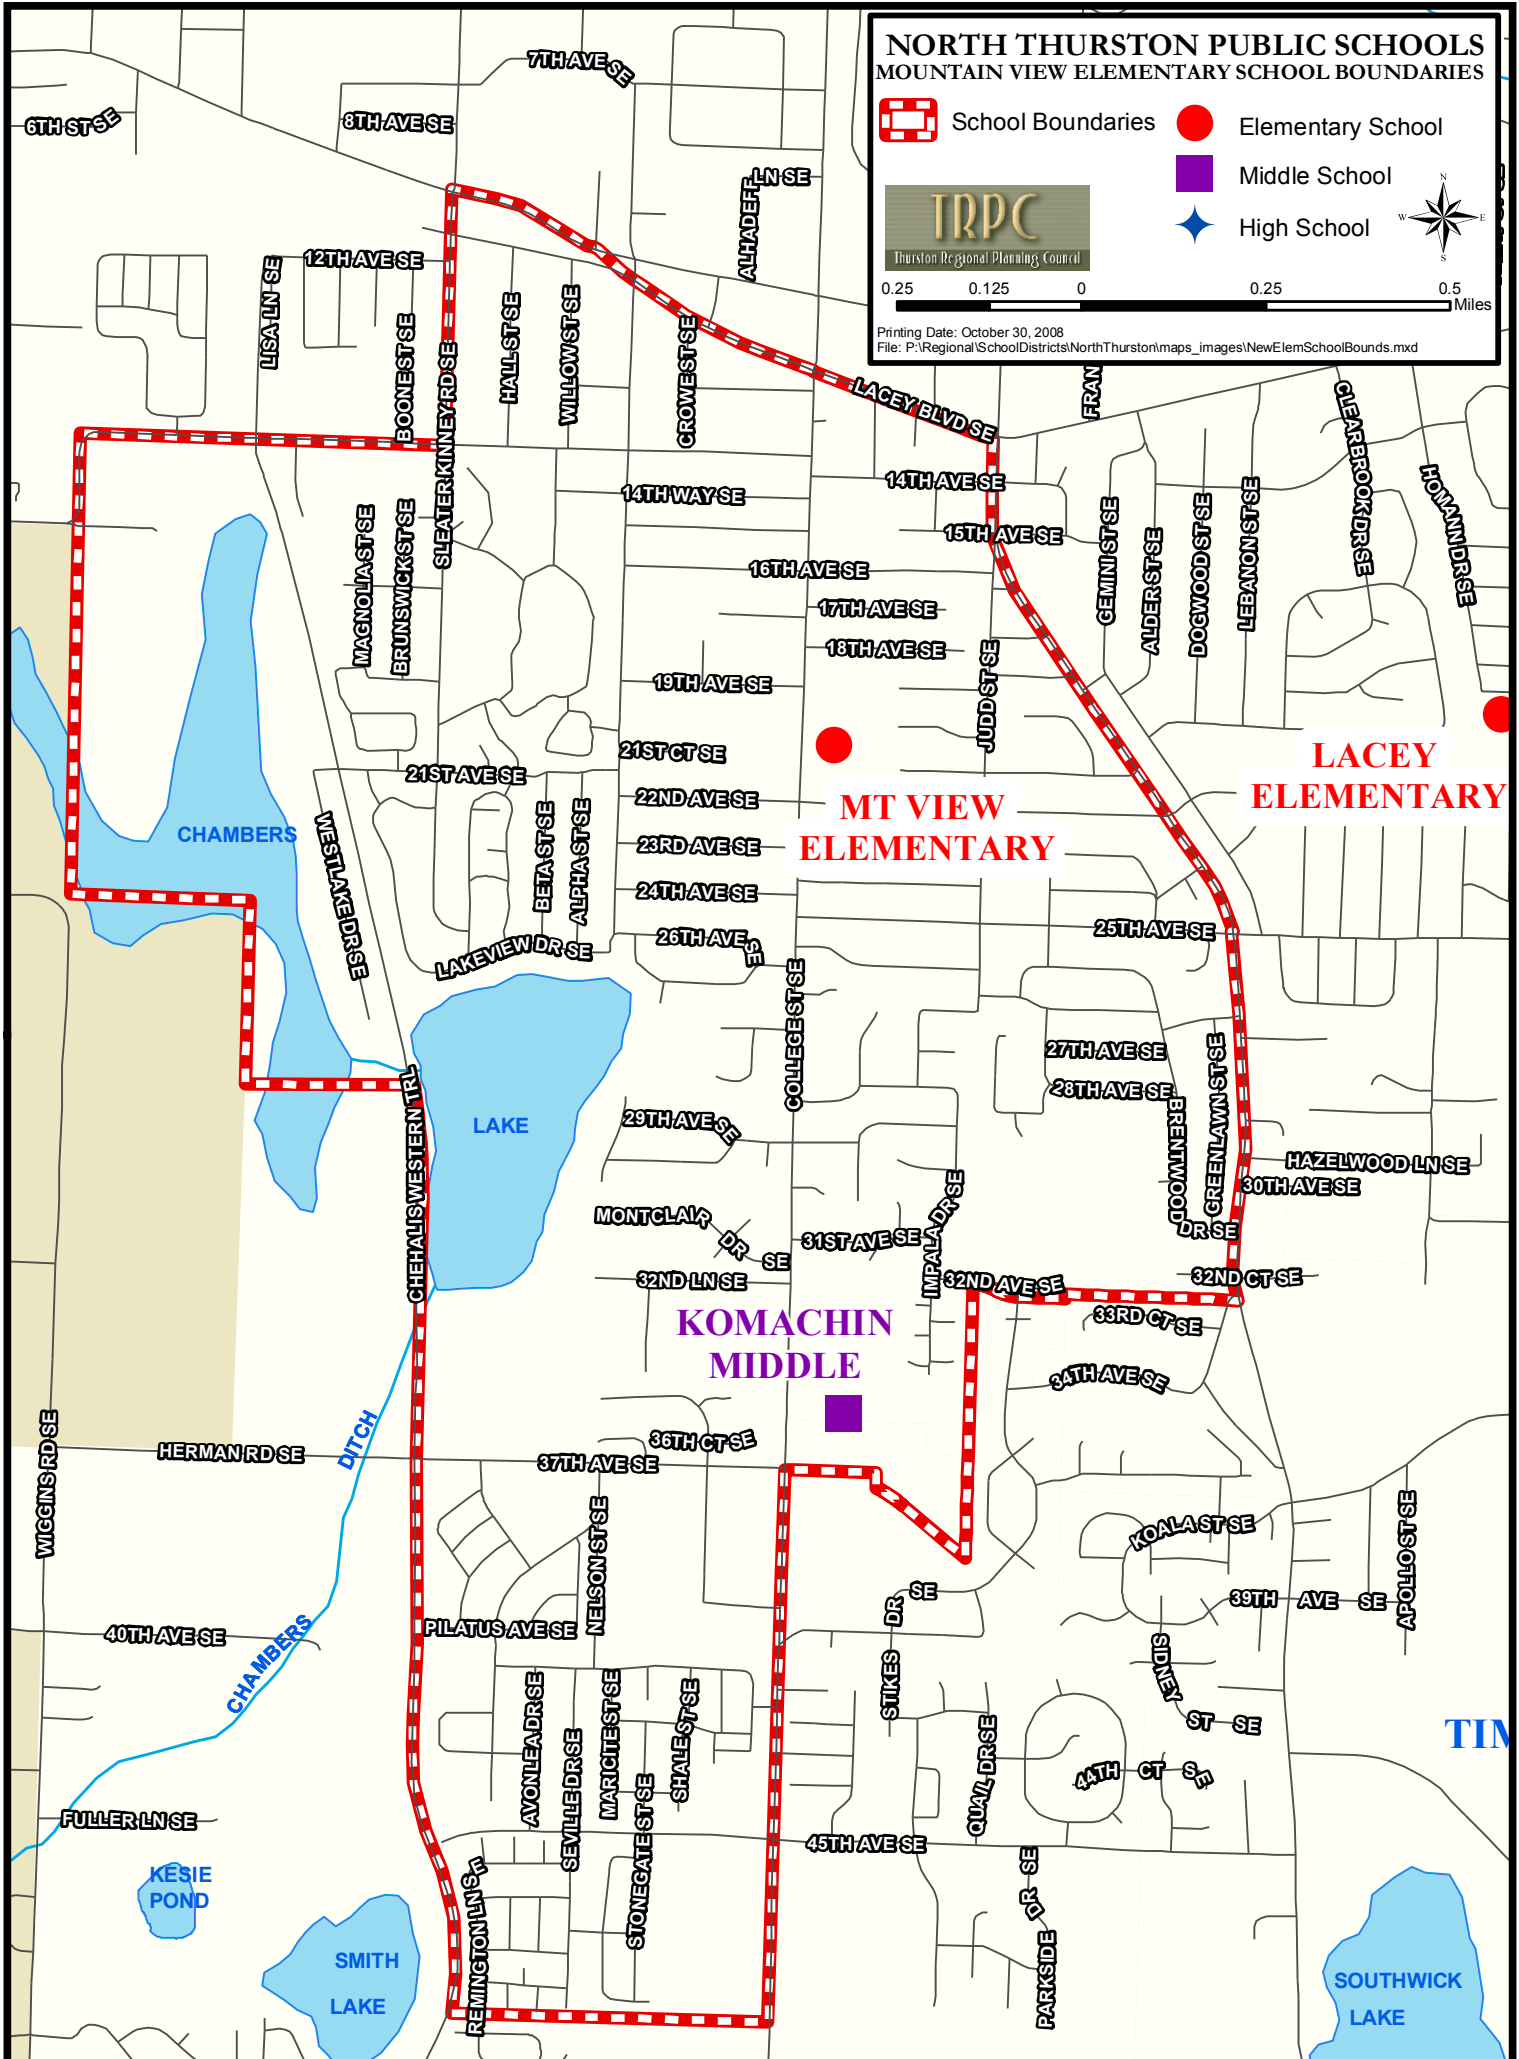 NORTH THURSTON PUBLIC SCHOOLS
MOUNTAIN VIEW ELEMENTARY SCHOOL BOUNDARIES
School Boundaries
Elementary School
Middle School
High School
TRPC
Thurston Regional Planning Council
N
W
E
S
0.25 0.125 0 0.25 0.5
Miles
Printing Date: October 30, 2008
File: P:\Regional\SchoolDistricts\NorthThurston\maps_images\NewElemSchoolBounds.mxd
7TH AVE SE
6TH ST SE
8TH AVE SE
ALHADEFF LN SE
12TH AVE SE
LISA LN SE
BOONE ST SE
SLEATER KINNEY RD SE
HALL ST SE
WILLOW ST SE
CROWE ST SE
LACEY BLVD SE
FRAN
CLEARBROOK DR SE
HOMANN DR SE
14TH AVE SE
14TH WAY SE
15TH AVE SE
MAGNOLIA ST SE
BRUNSWICK ST SE
GEMINI ST SE
ALDER ST SE
DOGWOOD ST SE
LEBANON ST SE
16TH AVE SE
17TH AVE SE
18TH AVE SE
19TH AVE SE
JUDD ST SE
21ST CT SE
21ST AVE SE
LACEY
ELEMENTARY
22ND AVE SE
MT VIEW
ELEMENTARY
CHAMBERS
WESTLAKE DR SE
BETA ST SE
ALPHA ST SE
23RD AVE SE
24TH AVE SE
25TH AVE SE
26TH AVE SE
LAKEVIEW DR SE
COLLEGE ST SE
27TH AVE SE
28TH AVE SE
GREENLAWN ST SE
BRENTWOOD DR SE
LAKE
CHEHALIS WESTERN TRL
29TH AVE SE
HAZELWOOD LN SE
30TH AVE SE
MONTCLAIR DR SE
31ST AVE SE
IMPALA DR SE
32ND LN SE
32ND AVE SE
32ND CT SE
KOMACHIN
MIDDLE
33RD CT SE
34TH AVE SE
WIGGINS RD SE
HERMAN RD SE
DITCH
36TH CT SE
37TH AVE SE
NELSON ST SE
KOALA ST SE
APOLLO ST SE
39TH AVE SE
STIKES DR SE
40TH AVE SE
CHAMBERS
PILATUS AVE SE
DISNEY ST SE
AVONLEA DR SE
SEVILLE DR SE
MARICITE ST SE
STONEGATE ST SE
SHALE ST SE
QUAIL DR SE
44TH CT SE
TIM
FULLER LN SE
45TH AVE SE
KESIE
POND
REMINGTON LN SE
PARKSIDE DR SE
SMITH
LAKE
SOUTHWICK
LAKE